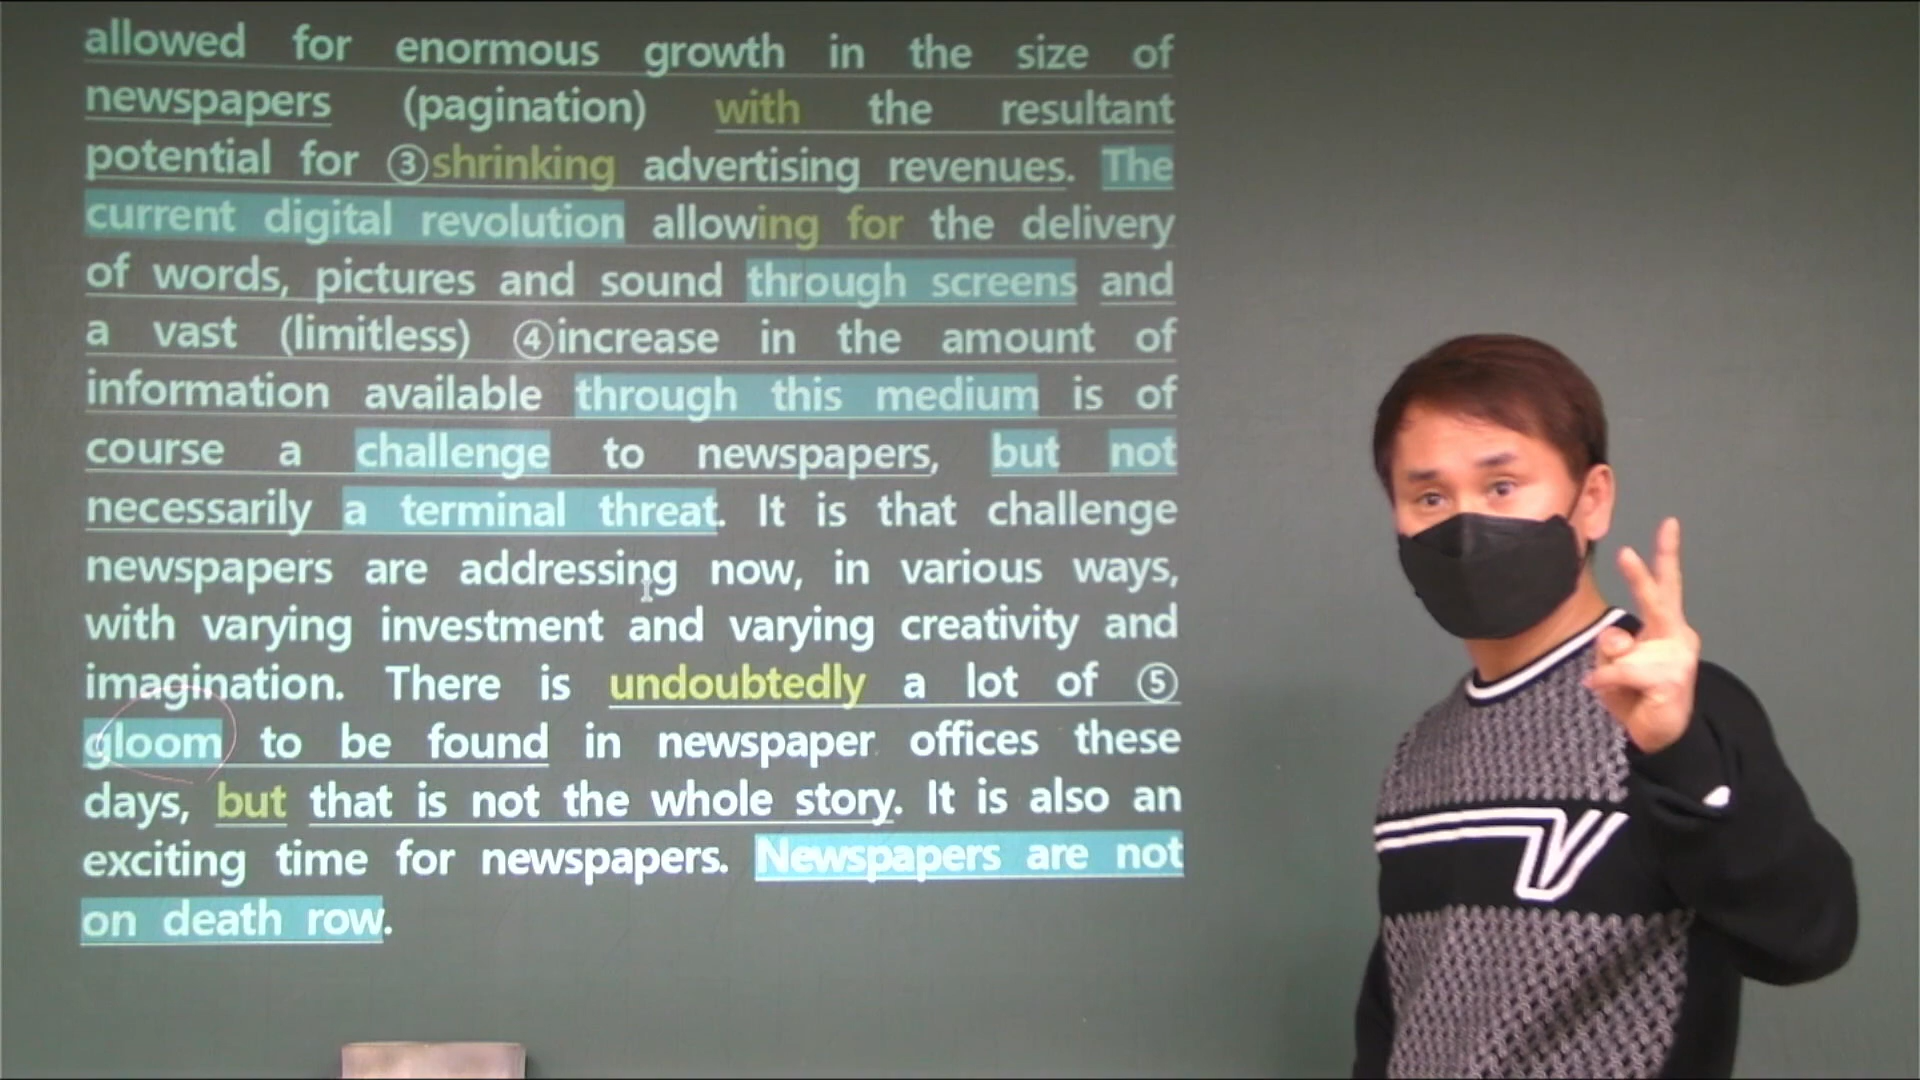 allowed for enormous growth in the size of
newspapers (pagination) with the resultant
potential for ③shrinking advertising revenues. The
current digital revolution allowing for the delivery
of words, pictures and sound through screens and
a vast (limitless) ④increase in the amount of
information available through this medium is of
course a challenge to newspapers, but not
necessarily a terminal threat. It is that challenge
newspapers are addressing now, in various ways,
with varying investment and varying creativity and
imagination. There is undoubtedly a lot of ⑤
gloom to be found in newspaper offices these
days, but that is not the whole story. It is also an
exciting time for newspapers. Newspapers are not
on death row.